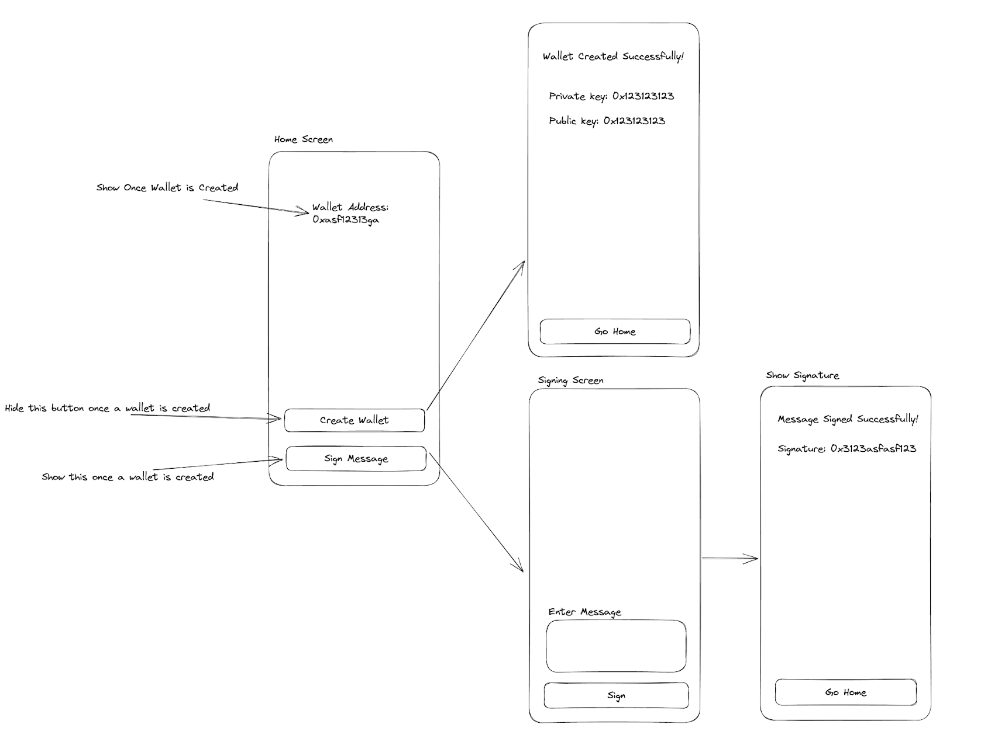 Wallet Created Successfully!
Private key: 0x123123123
Public key: 0x123123123
Go Home
Home Screen
Show Once Wallet is Created
Wallet Address:
0xasf12313ga
Hide this button once a wallet is created
Create Wallet
Sign Message
Show this once a wallet is created
Signing Screen
Enter Message
Sign
Show Signature
Message Signed Successfully!
Signature: 0x3123asfasf123
Go Home